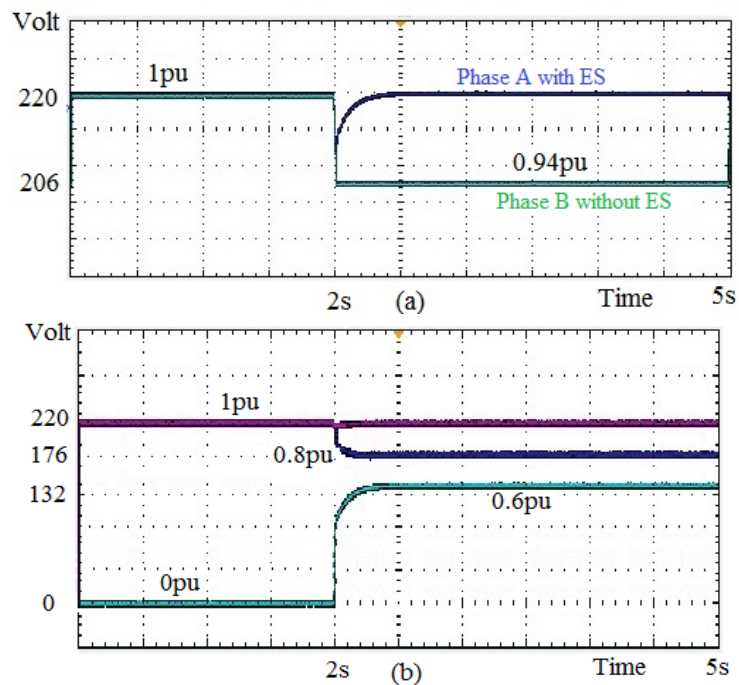 Volt
1pu
Phase A with ES
220
0.94pu
206
Phase B without ES
2s (a) Time 5s
Volt
1pu
220
176
0.8pu
132
0.6pu
0pu
0
2s (b) Time 5s